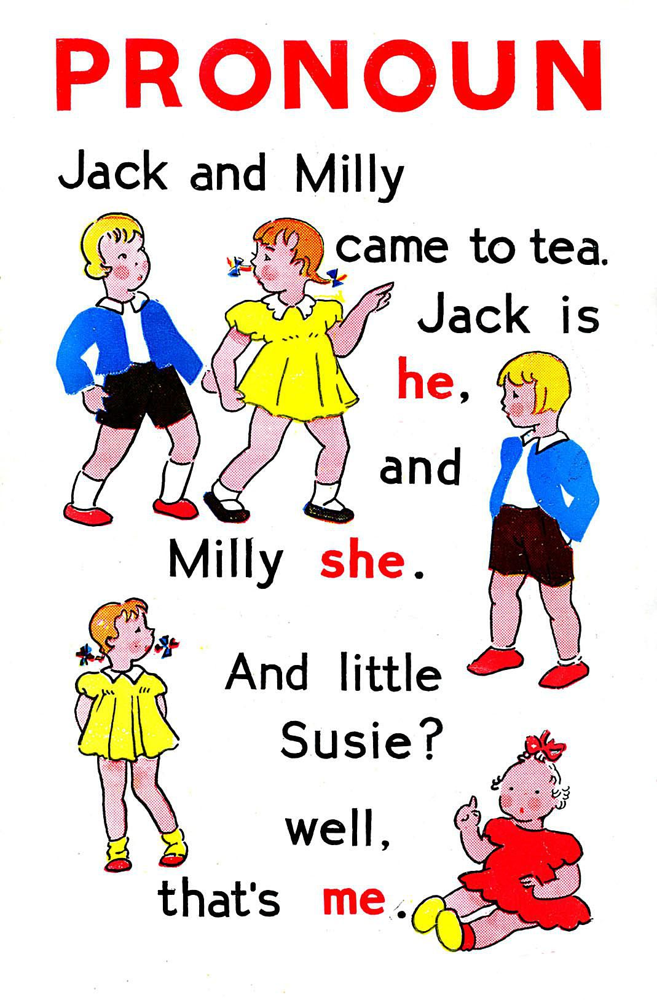 PRONOUN
Jack and Milly
came to tea.
Jack is
he,
and
Milly she.
And little
Susie?
well,
that's me.